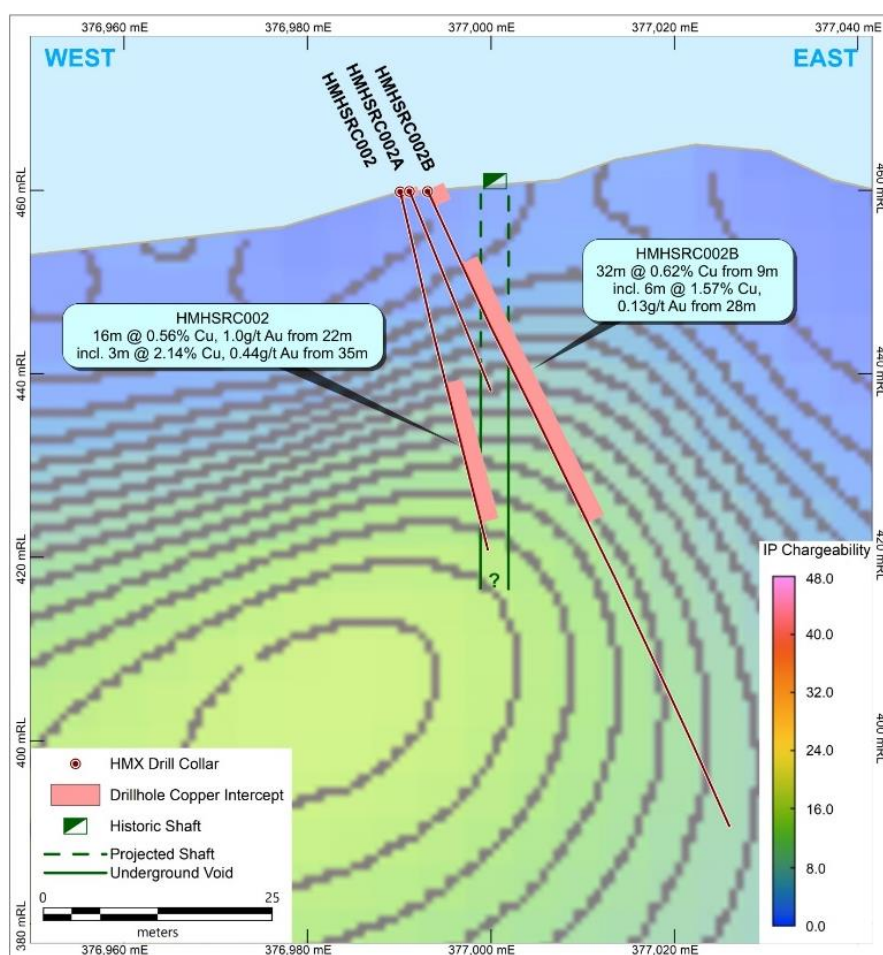 376,960 mE
376,980 mE
377,000 mE
377,020 mE
377,040 mE
WEST
EAST
HMHSRC002
HMHSRC002A
HMHSRC002B
460 mRL
460 mRL
HMHSRC002B
32m @ 0.62% Cu from 9m
incl. 6m @ 1.57% Cu,
0.13g/t Au from 28m
HMHSRC002
16m @ 0.56% Cu, 1.0g/t Au from 22m
incl. 3m @ 2.14% Cu, 0.44g/t Au from 35m
440 mRL
440 mRL
420 mRL
420 mRL
?
IP Chargeability
48.0
40.0
32.0
24.0
16.0
8.0
0.0
400 mRL
400 mRL
HMX Drill Collar
Drillhole Copper Intercept
Historic Shaft
Projected Shaft
Underground Void
0
25
meters
380 mRL
376,960 mE
376,980 mE
377,000 mE
377,020 mE
377,040 mE